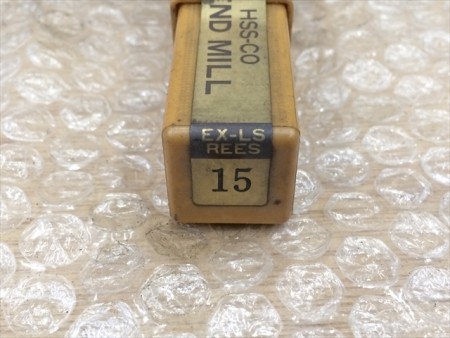 HSS-CO
END MILL
EX-LS
REES
15